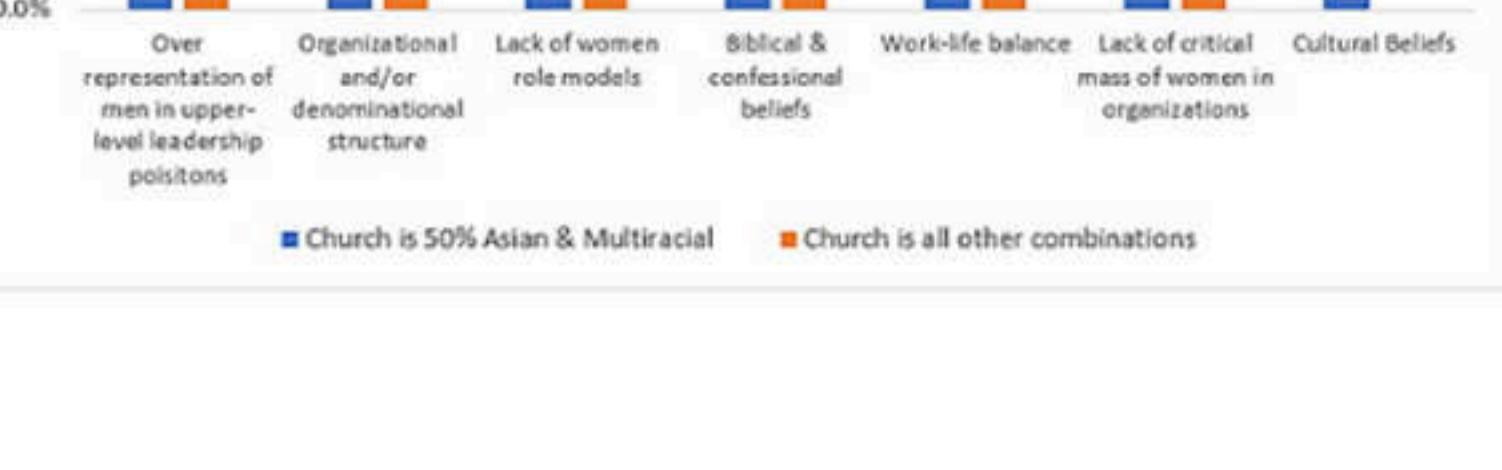 0.0%
Over representation of men in upper-level leadership poisitons
Organizational and/or denominational structure
Lack of women role models
Biblical & confessional beliefs
Work-life balance
Lack of critical mass of women in organizations
Cultural Beliefs
Church is 50% Asian & Multiracial
Church is all other combinations